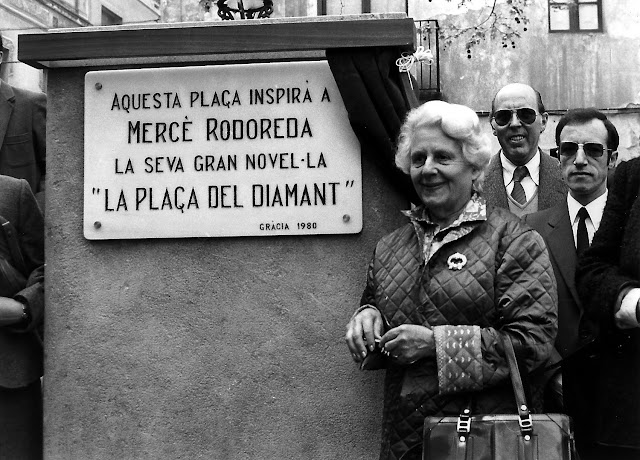 AQUESTA PLAÇA INSPIRÀ A
MERCÈ RODOREDA
LA SEVA GRAN NOVEL·LA
"LA PLAÇA DEL DIAMANT"
GRÀCIA 1980